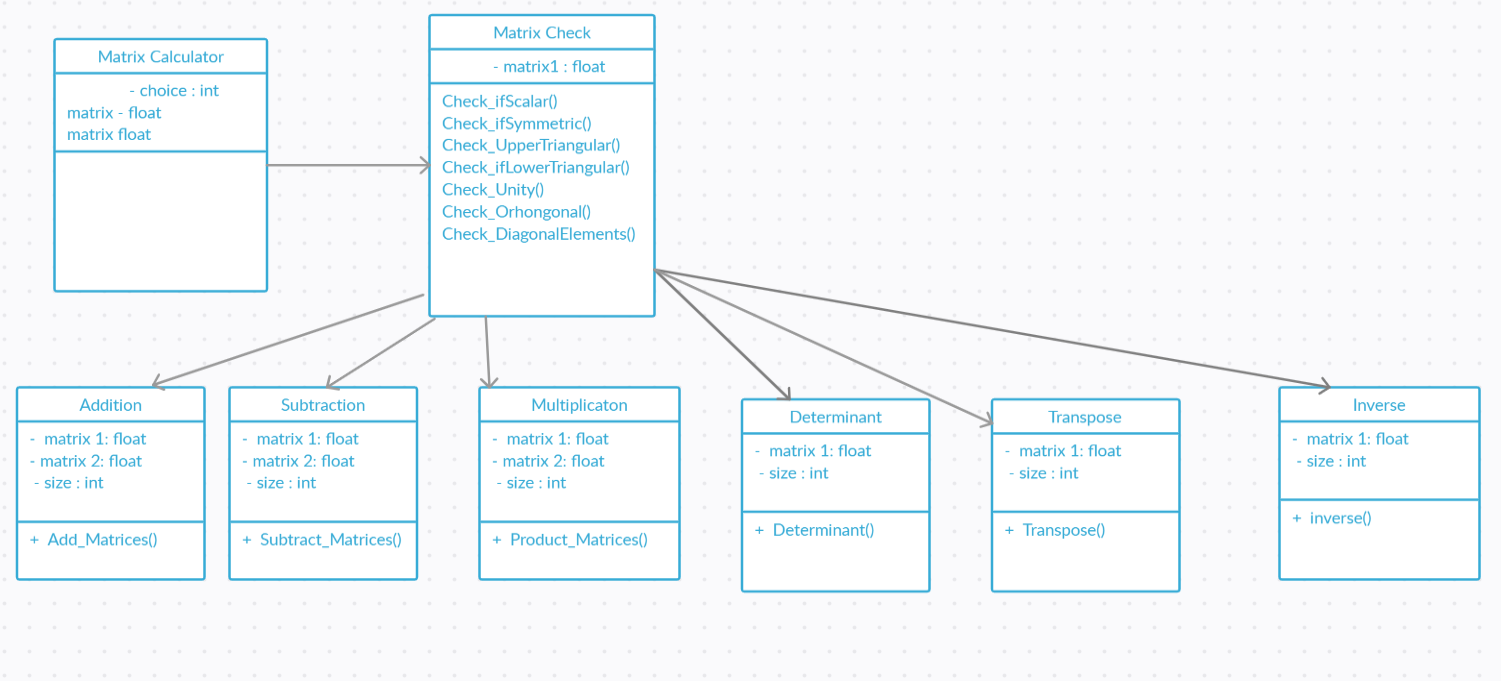 Matrix Calculator
- choice : int
matrix - float
matrix float
Matrix Check
- matrix1 : float
Check_ifScalar()
Check_ifSymmetric()
Check_UpperTriangular()
Check_ifLowerTriangular()
Check_Unity()
Check_Orhongonal()
Check_DiagonalElements()
Addition
- matrix 1: float
- matrix 2: float
- size : int
+ Add_Matrices()
Subtraction
- matrix 1: float
- matrix 2: float
- size : int
+ Subtract_Matrices()
Multiplicaton
- matrix 1: float
- matrix 2: float
- size : int
+ Product_Matrices()
Determinant
- matrix 1: float
- size : int
+ Determinant()
Transpose
- matrix 1: float
- size : int
+ Transpose()
Inverse
- matrix 1: float
- size : int
+ inverse()